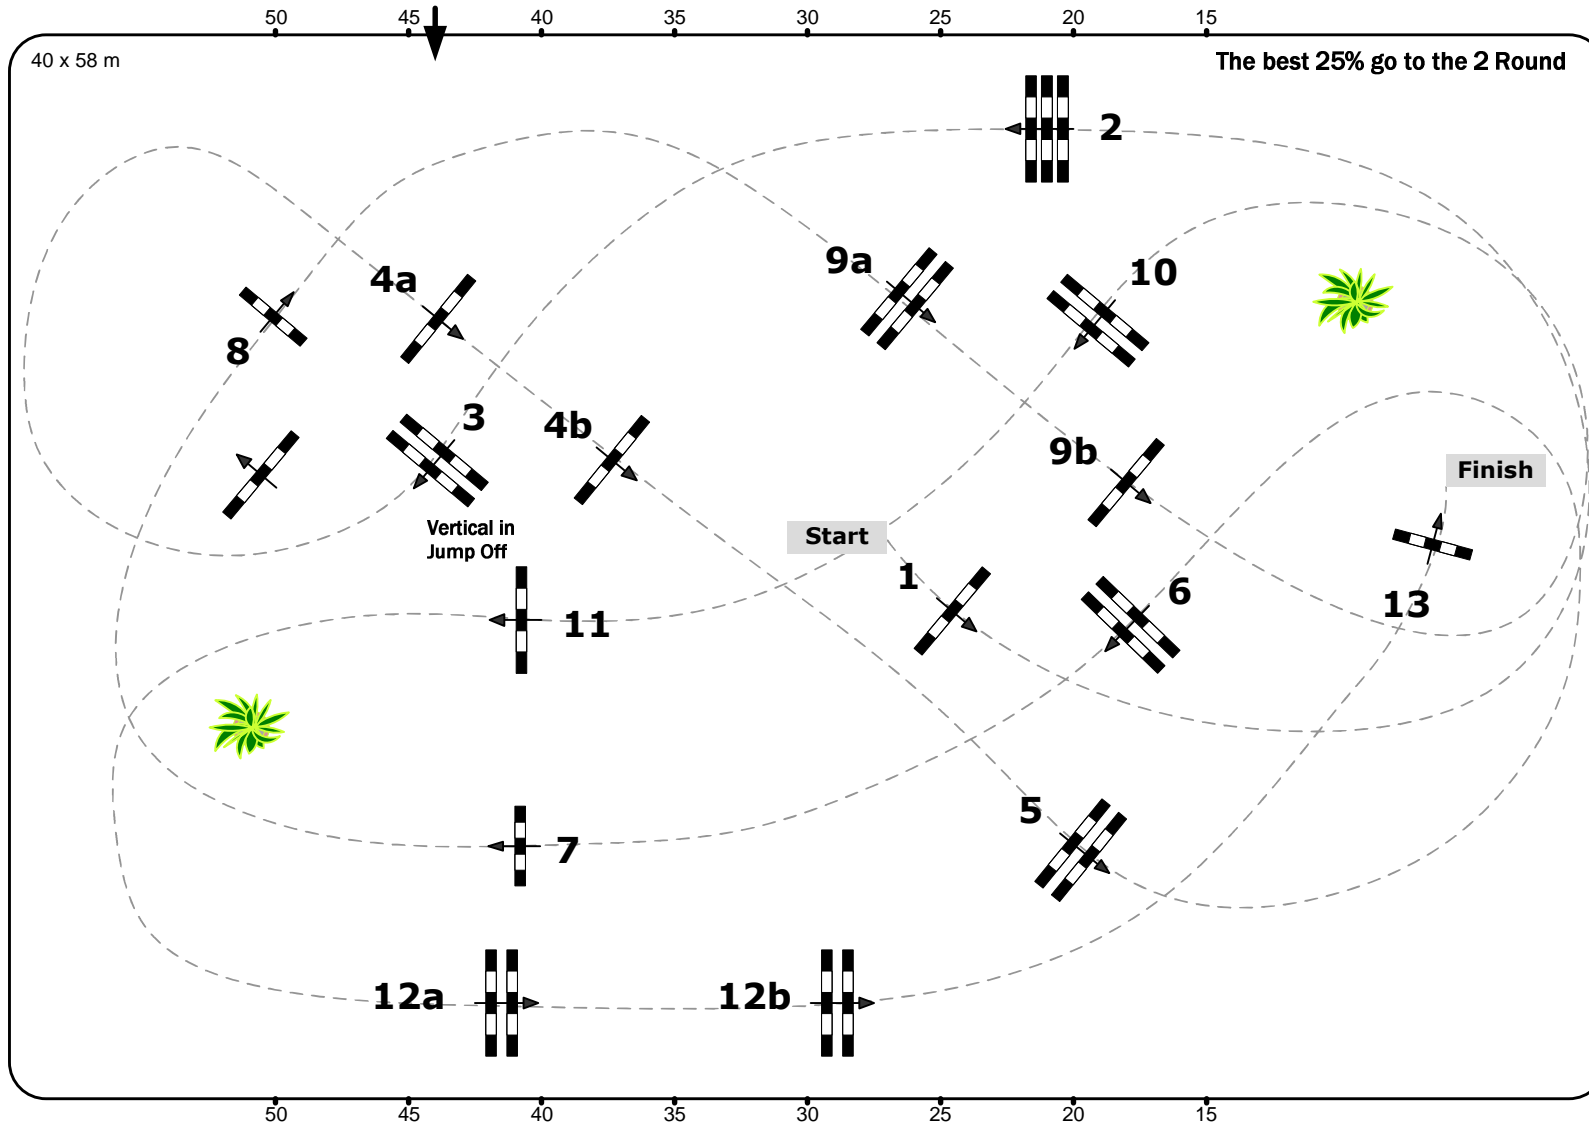 50 45 40 35 30 25 20 15
40 x 58 m
The best 25% go to the 2 Round
2
9a
10
4a
8
3
4b
9b
Finish
Vertical in
Jump Off
Start
1
6
13
11
5
7
12a
12b
50 45 40 35 30 25 20 15